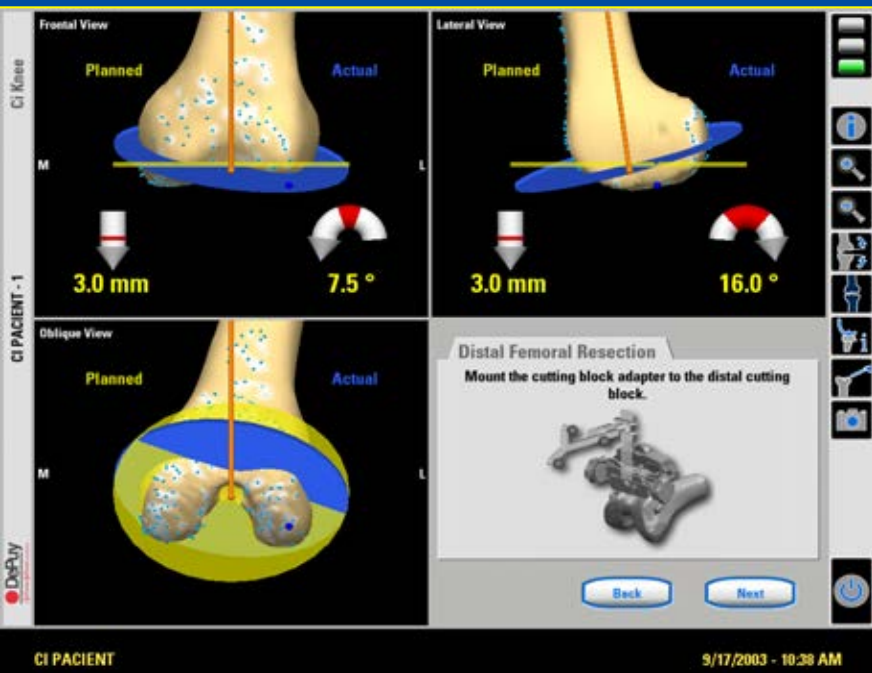 Ci Knee
CI PACIENT - 1
DePuy
Frontal View
Planned
Actual
M
L
3.0 mm
7.5 °
Lateral View
Planned
Actual
3.0 mm
16.0 °
Oblique View
Planned
Actual
M
L
Distal Femoral Resection
Mount the cutting block adapter to the distal cutting
block.
Back
Next
CI PACIENT
9/17/2003 - 10:38 AM